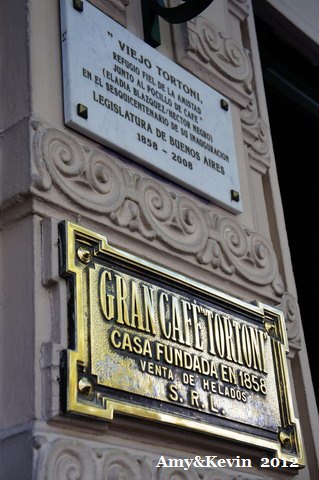 " VIEJO TORTONI,
REFUGIO FIEL DE LA AMISTAD
JUNTO AL POCILLO DE CAFÉ"
(ELADIA BLAZQUEZ/HECTOR NEGRO)
EN EL SESQUICENTENARIO DE SU INAUGURACIÓN
LEGISLATURA DE BUENOS AIRES
1858 - 2008
GRAN CAFÉ "TORTONI"
CASA FUNDADA EN 1858
VENTA DE HELADOS
S. R. L.
Amy&Kevin 2012